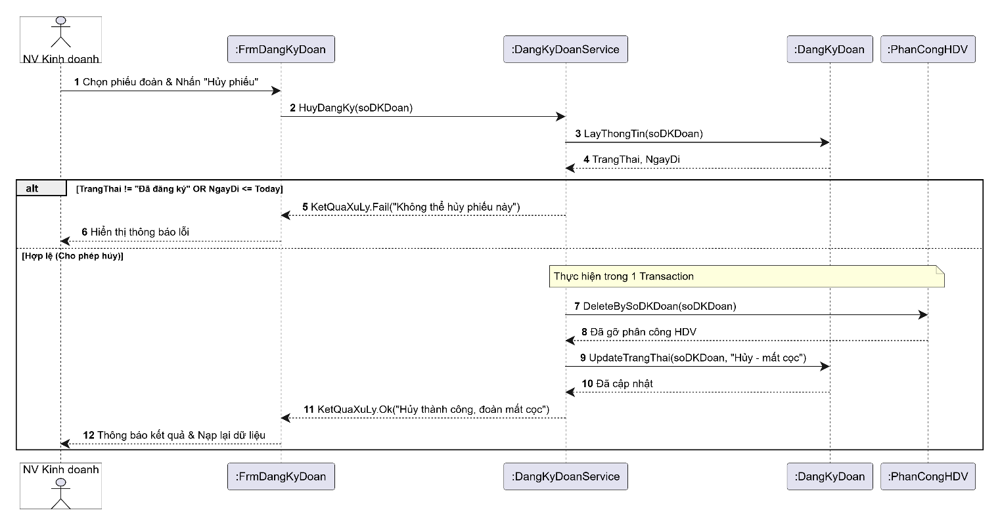 NV Kinh doanh
:FrmDangKyDoan
:DangKyDoanService
:DangKyDoan
:PhanCongHDV
1 Chọn phiếu đoàn & Nhấn "Hủy phiếu"
2 HuyDangKy(soDKDoan)
3 LayThongTin(soDKDoan)
4 TrangThai, NgayDi
alt
[TrangThai != "Đã đăng ký" OR NgayDi <= Today]
5 KetQuaXuLy.Fail("Không thể hủy phiếu này")
6 Hiển thị thông báo lỗi
[Hợp lệ (Cho phép hủy)]
Thực hiện trong 1 Transaction
7 DeleteBySoDKDoan(soDKDoan)
8 Đã gỡ phân công HDV
9 UpdateTrangThai(soDKDoan, "Hủy - mất cọc")
10 Đã cập nhật
11 KetQuaXuLy.Ok("Hủy thành công, đoàn mất cọc")
12 Thông báo kết quả & Nạp lại dữ liệu
NV Kinh doanh
:FrmDangKyDoan
:DangKyDoanService
:DangKyDoan
:PhanCongHDV